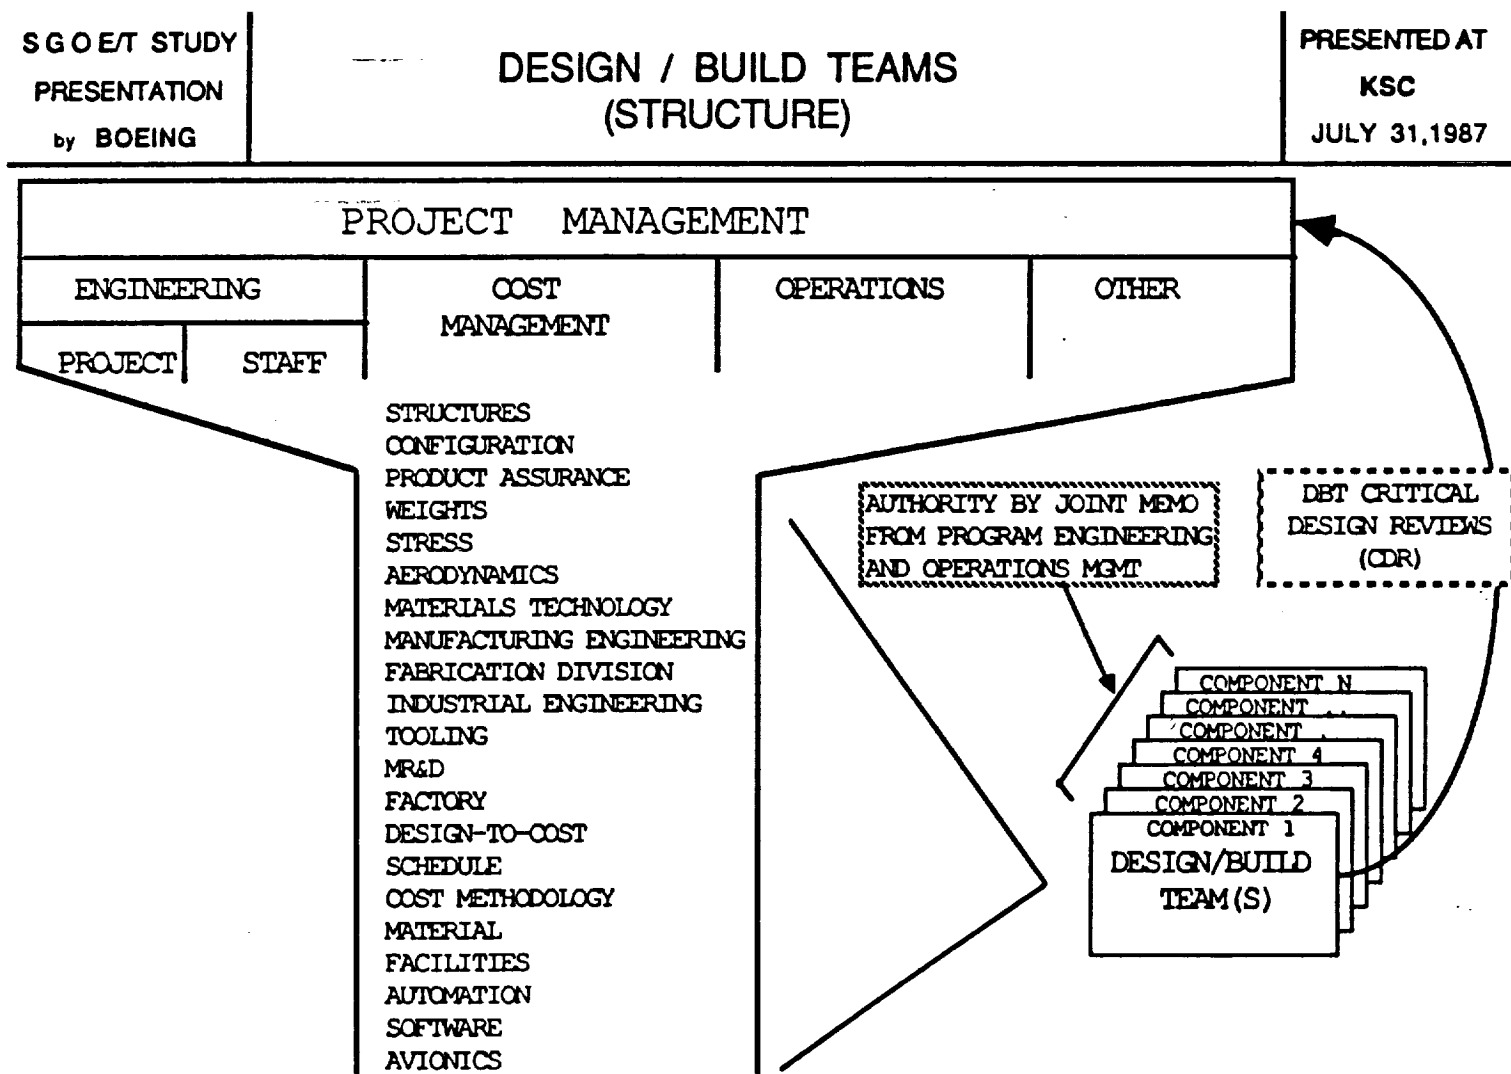 SGOE/T STUDY
PRESENTATION
by BOEING
DESIGN / BUILD TEAMS
(STRUCTURE)
PRESENTED AT
KSC
JULY 31,1987
PROJECT MANAGEMENT
ENGINEERING
PROJECT
STAFF
COST
MANAGEMENT
OPERATIONS
OTHER
STRUCTURES
CONFIGURATION
PRODUCT ASSURANCE
WEIGHTS
STRESS
AERODYNAMICS
MATERIALS TECHNOLOGY
MANUFACTURING ENGINEERING
FABRICATION DIVISION
INDUSTRIAL ENGINEERING
TOOLING
MR&D
FACTORY
DESIGN-TO-COST
SCHEDULE
COST METHODOLOGY
MATERIAL
FACILITIES
AUTOMATION
SOFTWARE
AVIONICS
AUTHORITY BY JOINT MEMO
FROM PROGRAM ENGINEERING
AND OPERATIONS MGMT
DBT CRITICAL
DESIGN REVIEWS
(CDR)
COMPONENT N
COMPONENT ..
COMPONENT .
COMPONENT 4
COMPONENT 3
COMPONENT 2
COMPONENT 1
DESIGN/BUILD
TEAM(S)